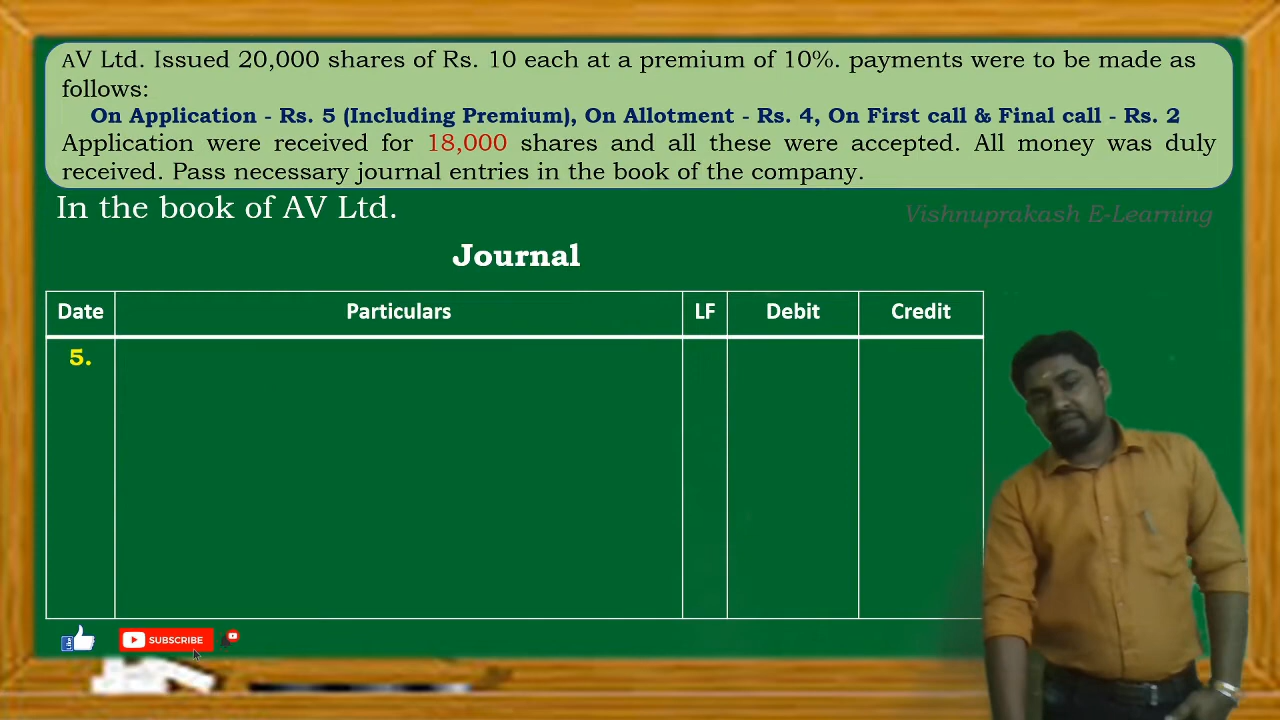 AV Ltd. Issued 20,000 shares of Rs. 10 each at a premium of 10%. payments were to be made as
follows:
On Application - Rs. 5 (Including Premium), On Allotment - Rs. 4, On First call & Final call - Rs. 2
Application were received for 18,000 shares and all these were accepted. All money was duly
received. Pass necessary journal entries in the book of the company.
In the book of AV Ltd.
Vishnuprakash E-Learning
Journal
Date Particulars LF Debit Credit
5.
SUBSCRIBE